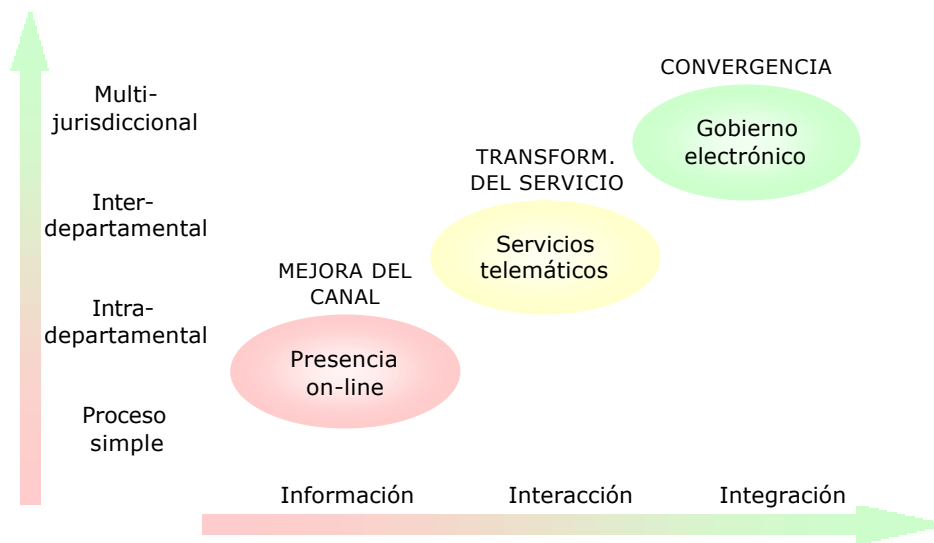 CONVERGENCIA
Multi-
jurisdiccional
Gobierno
electrónico
TRANSFORM.
DEL SERVICIO
Inter-
departamental
Servicios
telemáticos
MEJORA DEL
CANAL
Intra-
departamental
Presencia
on-line
Proceso
simple
Información
Interacción
Integración